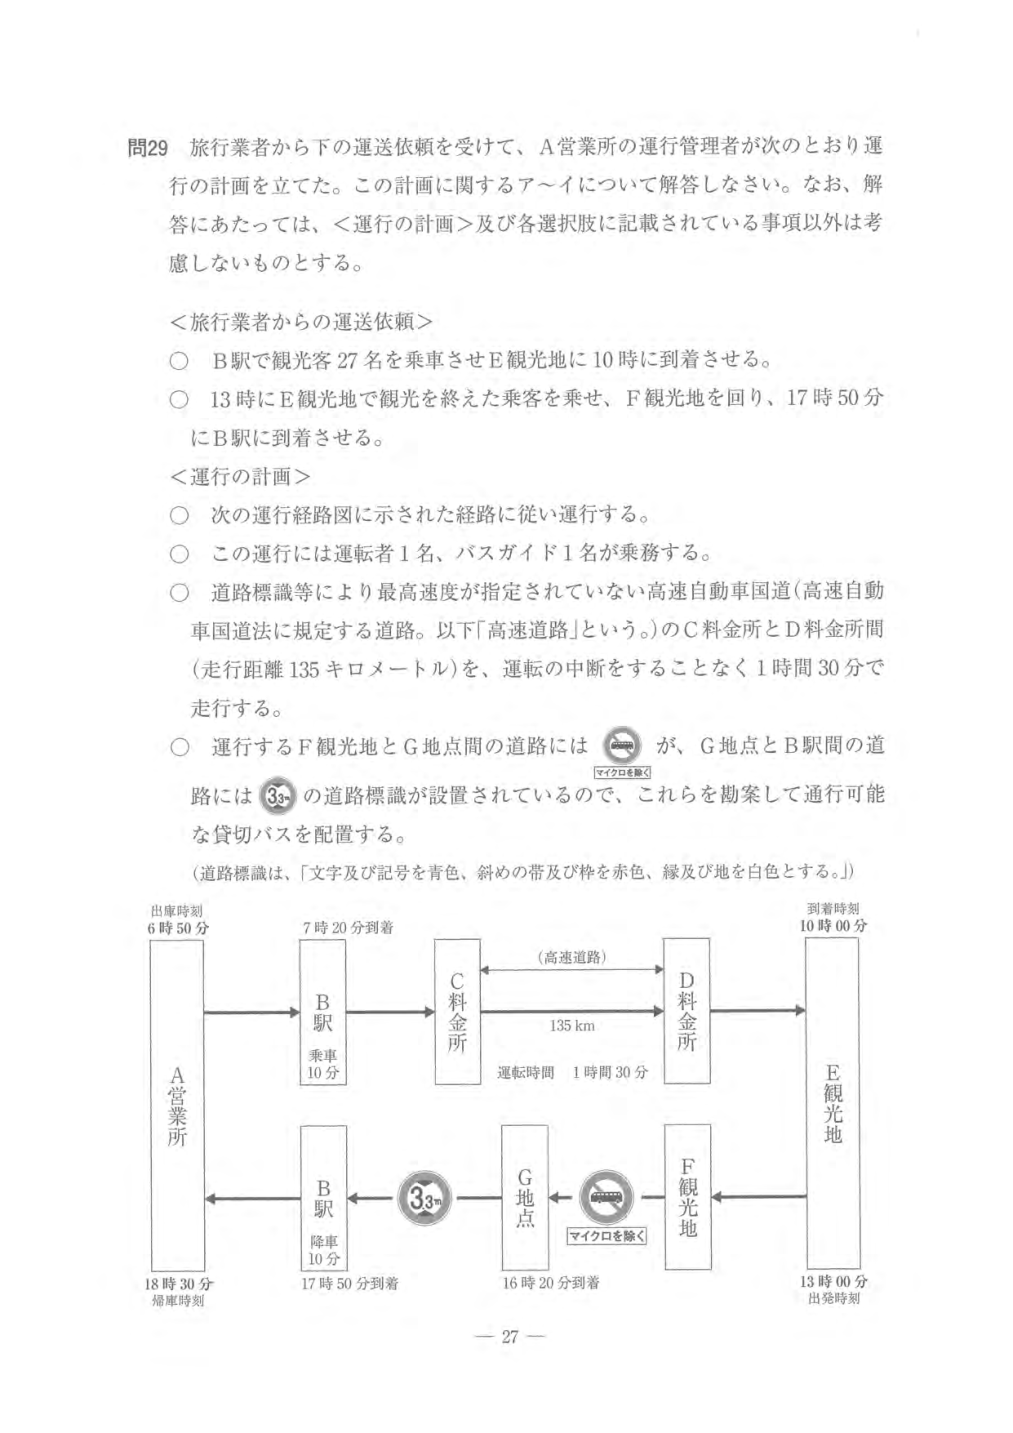 問29 旅行業者から下の運送依頼を受けて、A営業所の運行管理者が次のとおり運
行の計画を立てた。この計画に関するア～イについて解答しなさい。なお、解
答にあたっては、＜運行の計画＞及び各選択肢に記載されている事項以外は考
慮しないものとする。
＜旅行業者からの運送依頼＞
○ B駅で観光客27名を乗車させE観光地に10時に到着させる。
○ 13時にE観光地で観光を終えた乗客を乗せ、F観光地を回り、17時50分
にB駅に到着させる。
＜運行の計画＞
○ 次の運行経路図に示された経路に従い運行する。
○ この運行には運転者1名、バスガイド1名が乗務する。
○ 道路標識等により最高速度が指定されていない高速自動車国道(高速自動
車国道法に規定する道路。以下「高速道路」という。)のC料金所とD料金所間
(走行距離135キロメートル)を、運転の中断をすることなく1時間30分で
走行する。
○ 運行するF観光地とG地点間の道路には が、G地点とB駅間の道
マイクロを除く
路には 3.3m の道路標識が設置されているので、これらを勘案して通行可能
な貸切バスを配置する。
(道路標識は、「文字及び記号を青色、斜めの帯及び枠を赤色、縁及び地を白色とする。」)
出庫時刻
6時50分
7時20分到着
到着時刻
10時00分
A営業所
B駅
乗車
10分
C料金所
(高速道路)
135 km
運転時間 1時間30分
D料金所
E観光地
B駅
降車
10分
3.3m
G地点
マイクロを除く
F観光地
18時30分
帰庫時刻
17時50分到着
16時20分到着
13時00分
出発時刻
— 27 —